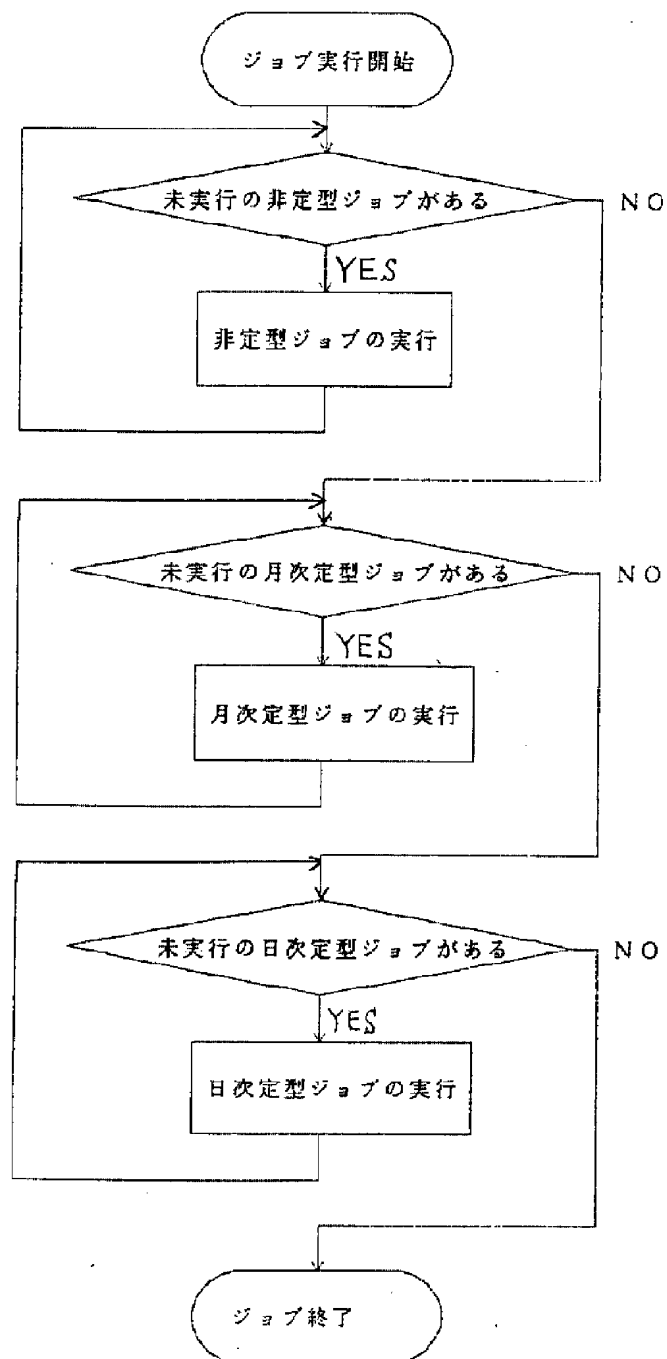 ジョブ実行開始
未実行の非定型ジョブがある
NO
YES
非定型ジョブの実行
未実行の月次定型ジョブがある
NO
YES
月次定型ジョブの実行
未実行の日次定型ジョブがある
NO
YES
日次定型ジョブの実行
ジョブ終了